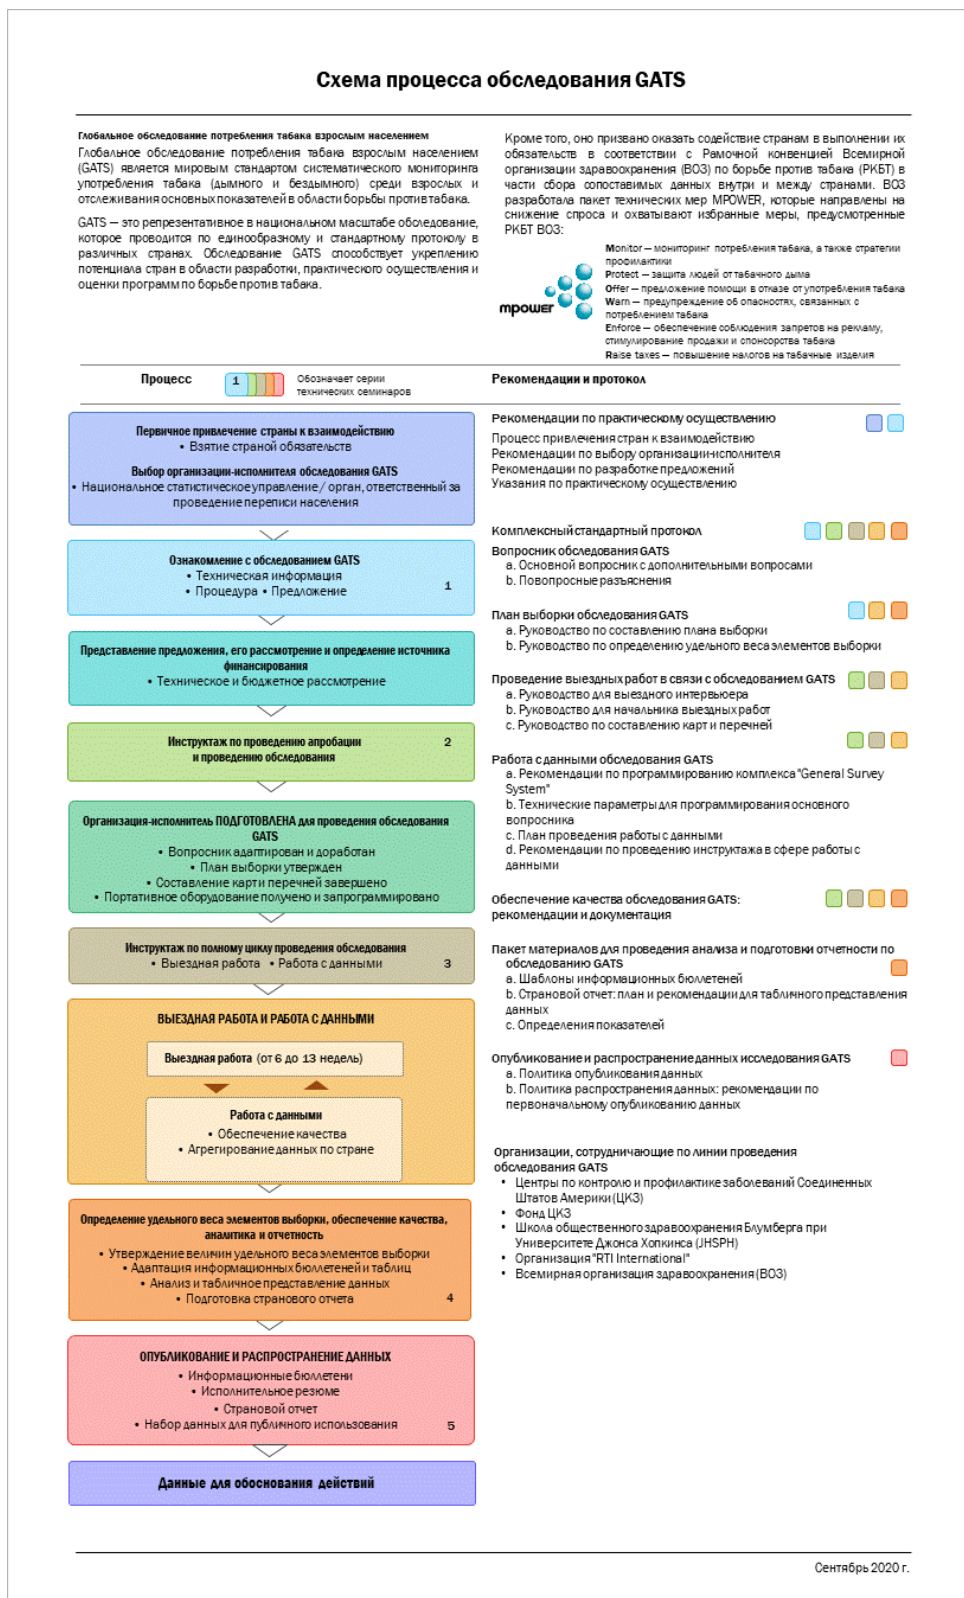 Схема процесса обследования GATS
Глобальное обследование потребления табака взрослым населением
Глобальное обследование потребления табака взрослым населением
(GATS) является мировым стандартом систематического мониторинга
употребления табака (дымного и бездымного) среди взрослых и
отслеживания основных показателей в области борьбы против табака.
GATS — это репрезентативное в национальном масштабе обследование,
которое проводится по единообразному и стандартному протоколу в
различных странах. Обследование GATS способствует укреплению
потенциала стран в области разработки, практического осуществления и
оценки программ по борьбе против табака.
Кроме того, оно призвано оказать содействие странам в выполнении их
обязательств в соответствии с Рамочной конвенцией Всемирной
организации здравоохранения (ВОЗ) по борьбе против табака (РКБТ) в
части сбора сопоставимых данных внутри и между странами. ВОЗ
разработала пакет технических мер MPOWER, которые направлены на
снижение спроса и охватывают избранные меры, предусмотренные
РКБТ ВОЗ:
mpower
Monitor — мониторинг потребления табака, а также стратегии
профилактики
Protect — защита людей от табачного дыма
Offer — предложение помощи в отказе от употребления табака
Warn — предупреждение об опасностях, связанных с
потреблением табака
Enforce — обеспечение соблюдения запретов на рекламу,
стимулирование продажи и спонсорства табака
Raise taxes — повышение налогов на табачные изделия
Процесс
1
Обозначает серии
технических семинаров
Рекомендации и протокол
Первичное привлечение страны к взаимодействию
• Взятие страной обязательств
Выбор организации-исполнителя обследования GATS
• Национальное статистическое управление / орган, ответственный за
проведение переписи населения
Ознакомление с обследованием GATS
• Техническая информация
• Процедура • Предложение
1
Представление предложения, его рассмотрение и определение источника
финансирования
• Техническое и бюджетное рассмотрение
Инструктаж по проведению апробации
и проведению обследования
2
Организация-исполнитель ПОДГОТОВЛЕНА для проведения обследования
GATS
• Вопросник адаптирован и доработан
• План выборки утвержден
• Составление карт и перечней завершено
• Портативное оборудование получено и запрограммировано
Инструктаж по полному циклу проведения обследования
• Выездная работа • Работа с данными
3
ВЫЕЗДНАЯ РАБОТА И РАБОТА С ДАННЫМИ
Выездная работа (от 6 до 13 недель)
Работа с данными
• Обеспечение качества
• Агрегирование данных по стране
Определение удельного веса элементов выборки, обеспечение качества,
аналитика и отчетность
• Утверждение величин удельного веса элементов выборки
• Адаптация информационных бюллетеней и таблиц
• Анализ и табличное представление данных
• Подготовка странового отчета
4
ОПУБЛИКОВАНИЕ И РАСПРОСТРАНЕНИЕ ДАННЫХ
• Информационные бюллетени
• Исполнительное резюме
• Страновой отчет
• Набор данных для публичного использования
5
Данные для обоснования действий
Рекомендации по практическому осуществлению
Процесс привлечения стран к взаимодействию
Рекомендации по выбору организации-исполнителя
Рекомендации по разработке предложений
Указания по практическому осуществлению
Комплексный стандартный протокол
Вопросник обследования GATS
a. Основной вопросник с дополнительными вопросами
b. Повопросные разъяснения
План выборки обследования GATS
a. Руководство по составлению плана выборки
b. Руководство по определению удельного веса элементов выборки
Проведение выездных работ в связи с обследованием GATS
a. Руководство для выездного интервьюера
b. Руководство для начальника выездных работ
c. Руководство по составлению карт и перечней
Работа с данными обследования GATS
a. Рекомендации по программированию комплекса "General Survey
System"
b. Технические параметры для программирования основного
вопросника
c. План проведения работы с данными
d. Рекомендации по проведению инструктажа в сфере работы с
данными
Обеспечение качества обследования GATS:
рекомендации и документация
Пакет материалов для проведения анализа и подготовки отчетности по
обследованию GATS
a. Шаблоны информационных бюллетеней
b. Страновой отчет: план и рекомендации для табличного представления
данных
c. Определения показателей
Опубликование и распространение данных исследования GATS
a. Политика опубликования данных
b. Политика распространения данных: рекомендации по
первоначальному опубликованию данных
Организации, сотрудничающие по линии проведения
обследования GATS
• Центры по контролю и профилактике заболеваний Соединенных
Штатов Америки (ЦКЗ)
• Фонд ЦКЗ
• Школа общественного здравоохранения Блумберга при
Университете Джонса Хопкинса (JHSPH)
• Организация "RTI International"
• Всемирная организация здравоохранения (ВОЗ)
Сентябрь 2020 г.